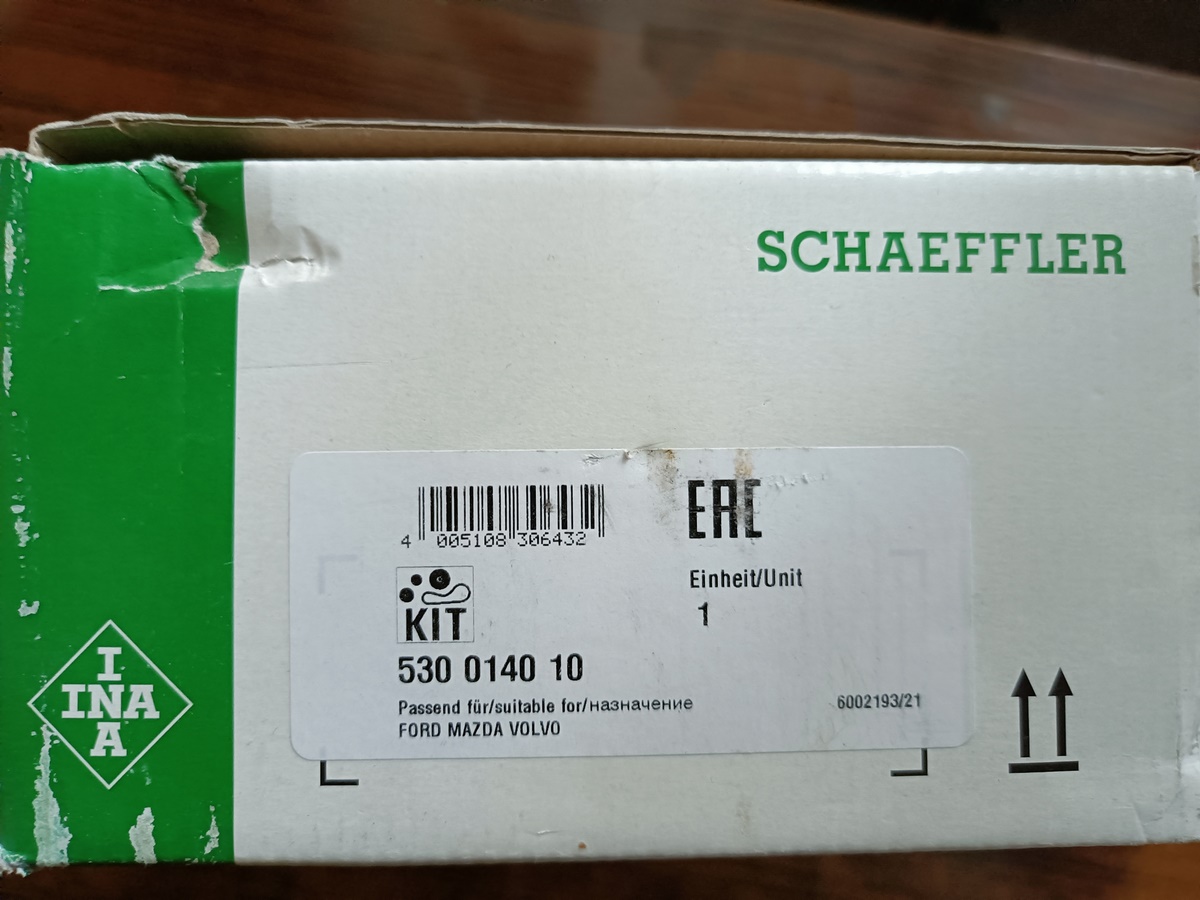 SCHAEFFLER
EAC
4 005108 306432
Einheit/Unit
1
KIT
530 0140 10
Passend für/suitable for/назначение
6002193/21
FORD MAZDA VOLVO
I
INA
A